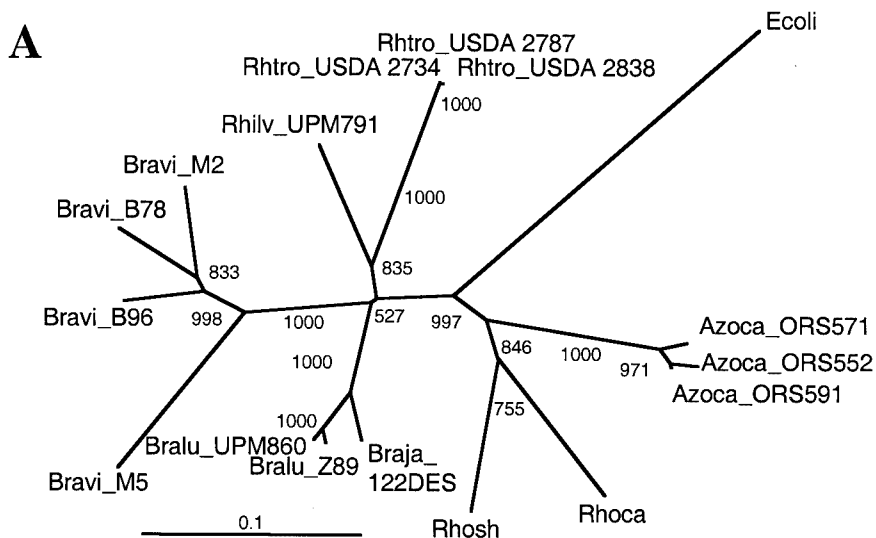 A
Ecoli
Rhtro_USDA 2787
Rhtro_USDA 2734 Rhtro_USDA 2838
1000
Rhilv_UPM791
Bravi_M2
1000
Bravi_B78
833
835
Bravi_B96
998
1000
527
997
Azoca_ORS571
846
1000
971
Azoca_ORS552
1000
Azoca_ORS591
755
1000
Bralu_UPM860
Bralu_Z89
Braja_
122DES
Bravi_M5
Rhosh
Rhoca
0.1